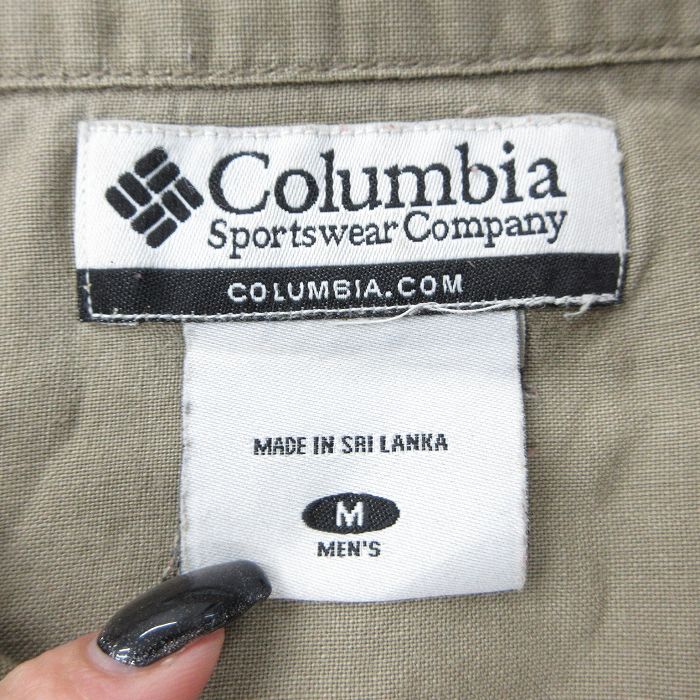 Columbia
Sportswear Company
COLUMBIA.COM
MADE IN SRI LANKA
M
MEN'S